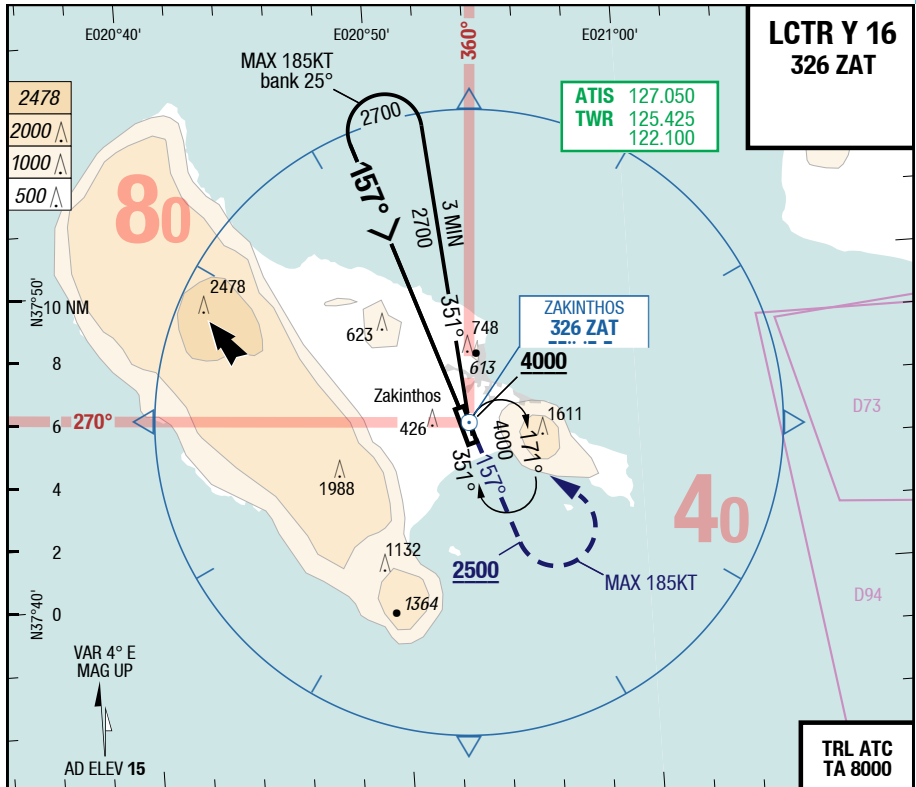 E020°40'
E020°50'
E021°00'
360°
LCTR Y 16
326 ZAT
MAX 185KT
bank 25°
ATIS 127.050
TWR 125.425
122.100
2478
2000
1000
500
2700
157°
80
3 MIN
2700
2478
N37°50'
10 NM
351°
748
623
613
ZAKINTHOS
326 ZAT
4000
8
Zakinthos
270°
6
426
4000
1611
171°
D73
351°
157°
1988
4
40
2
1132
2500
MAX 185KT
1364
D94
N37°40'
0
VAR 4° E
MAG UP
AD ELEV 15
TRL ATC
TA 8000